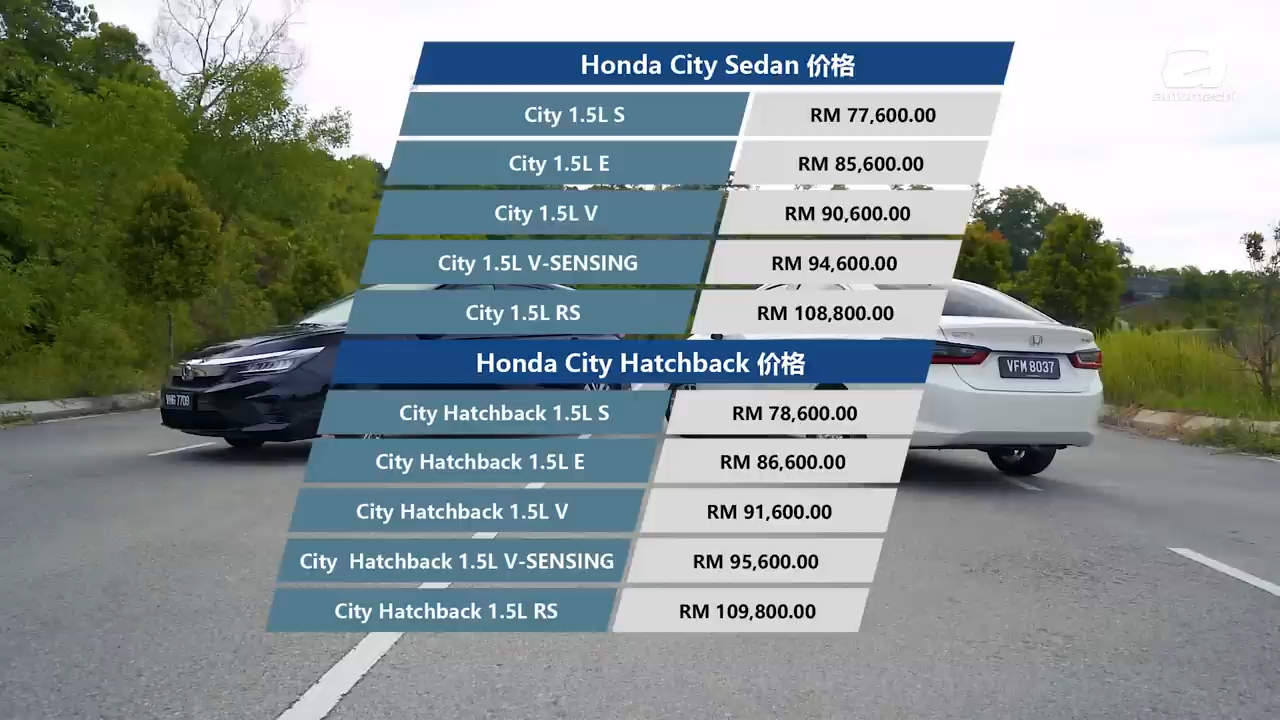 Honda City Sedan 价格
City 1.5L S RM 77,600.00
City 1.5L E RM 85,600.00
City 1.5L V RM 90,600.00
City 1.5L V-SENSING RM 94,600.00
City 1.5L RS RM 108,800.00
Honda City Hatchback 价格
City Hatchback 1.5L S RM 78,600.00
City Hatchback 1.5L E RM 86,600.00
City Hatchback 1.5L V RM 91,600.00
City Hatchback 1.5L V-SENSING RM 95,600.00
City Hatchback 1.5L RS RM 109,800.00
VFM 8037